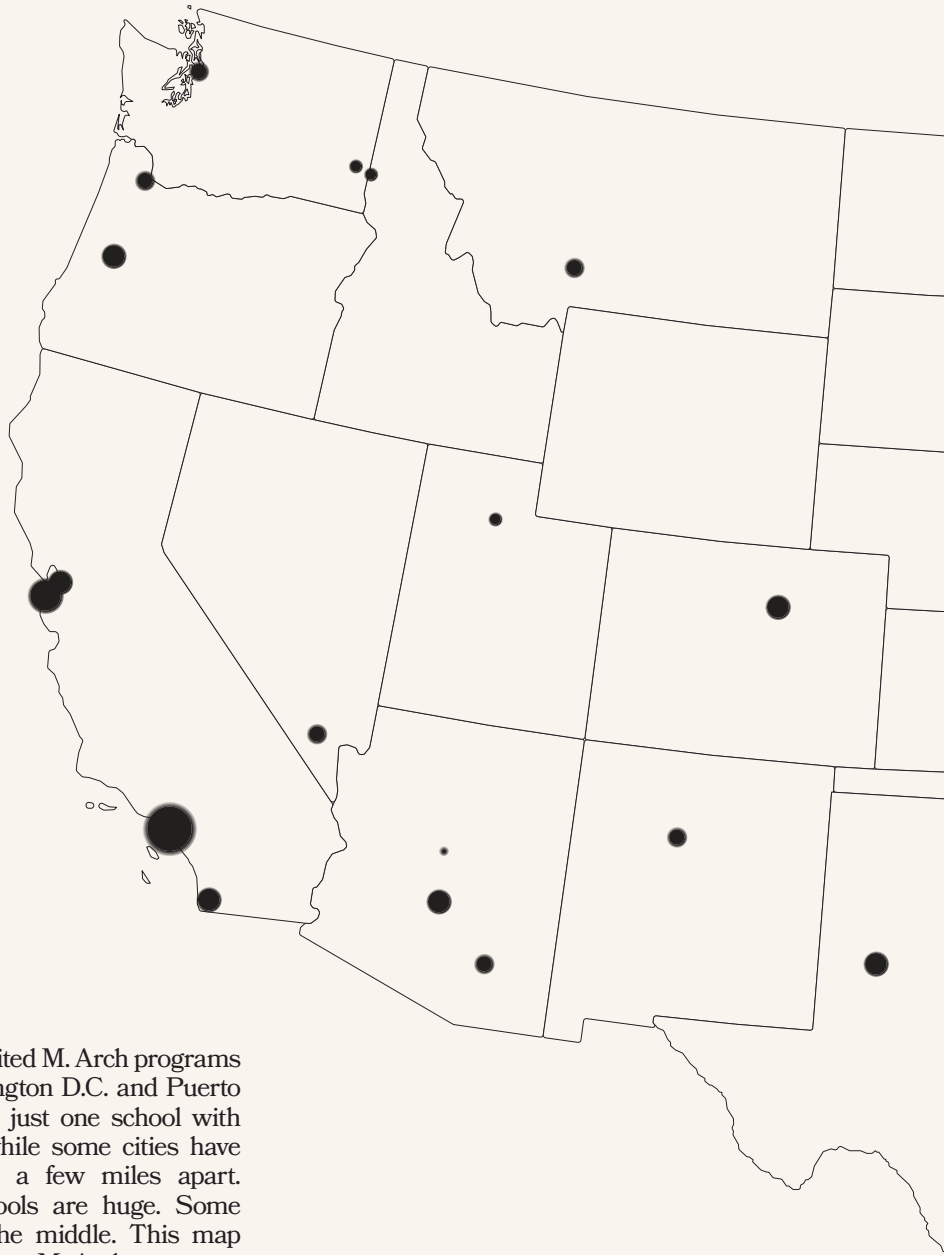 ited M. Arch programs
ngton D.C. and Puerto
just one school with
hile some cities have
a few miles apart.
ools are huge. Some
he middle. This map